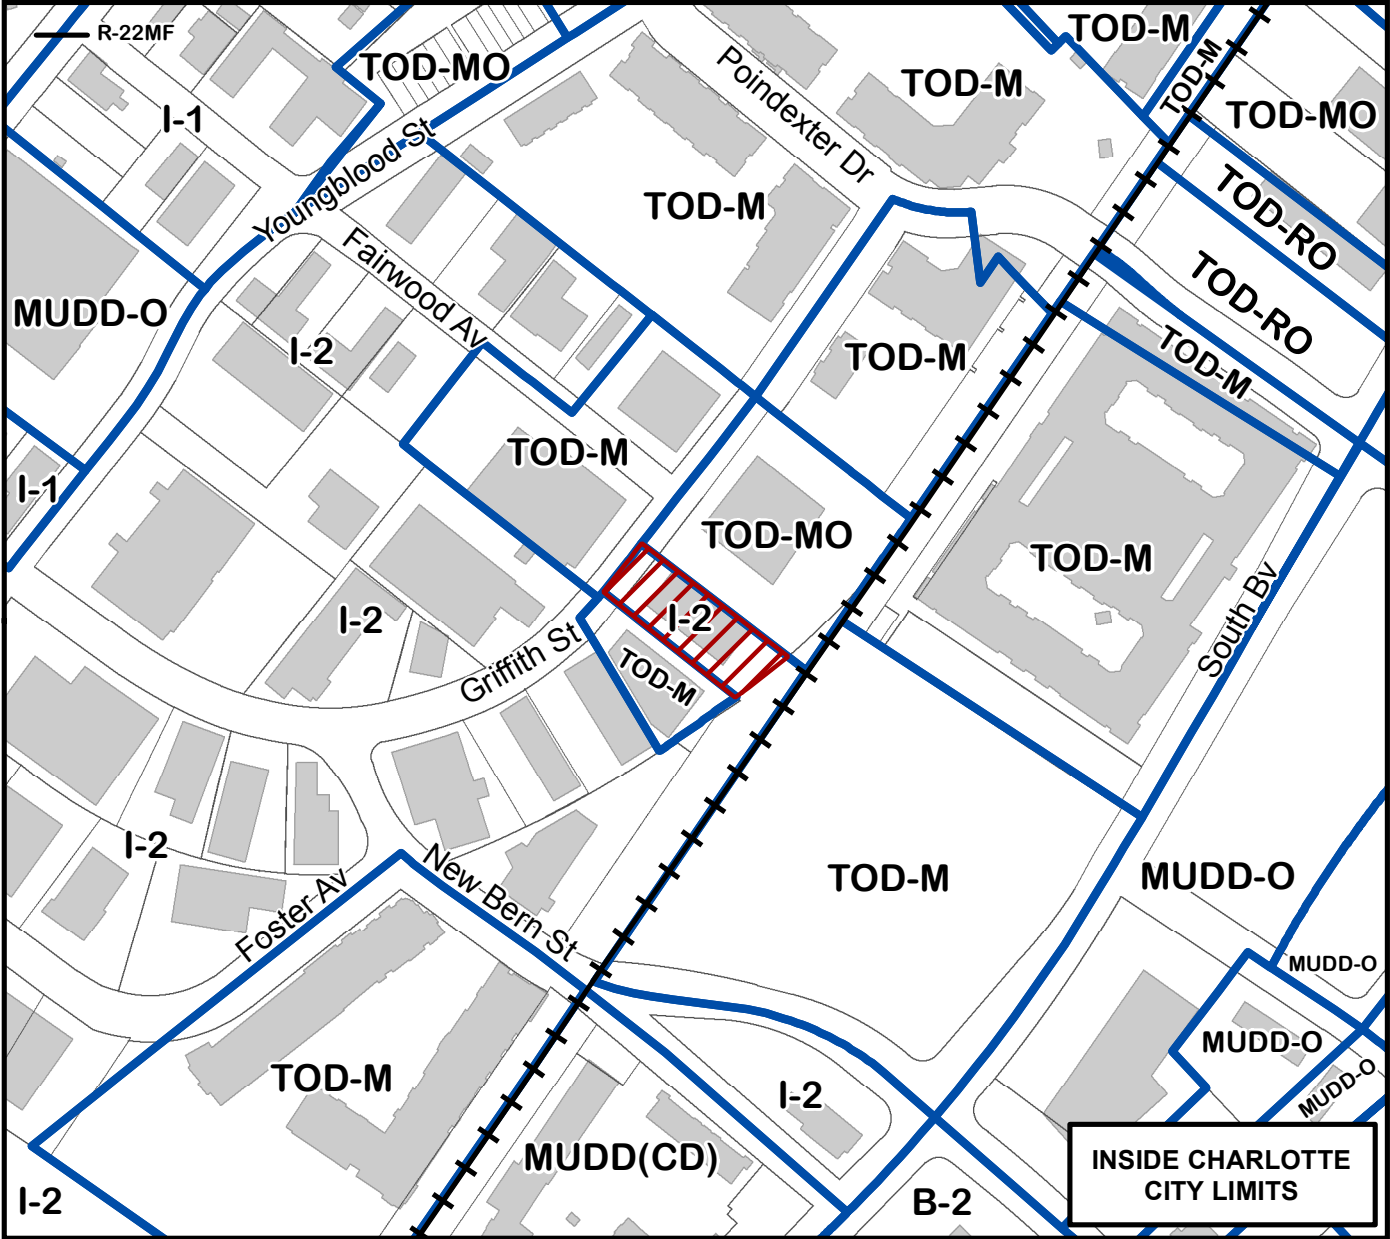 R-22MF
TOD-MO
TOD-M
TOD-M
TOD-M
TOD-MO
I-1
Poindexter Dr
Youngblood St
TOD-M
TOD-RO
TOD-RO
Fairwood Av
MUDD-O
I-2
TOD-M
TOD-M
TOD-M
I-1
TOD-MO
TOD-M
I-2
I-2
South Bv
Griffith St
TOD-M
I-2
New Bern St
TOD-M
MUDD-O
Foster Av
MUDD-O
MUDD-O
TOD-M
I-2
MUDD-O
MUDD(CD)
INSIDE CHARLOTTE
CITY LIMITS
I-2
B-2